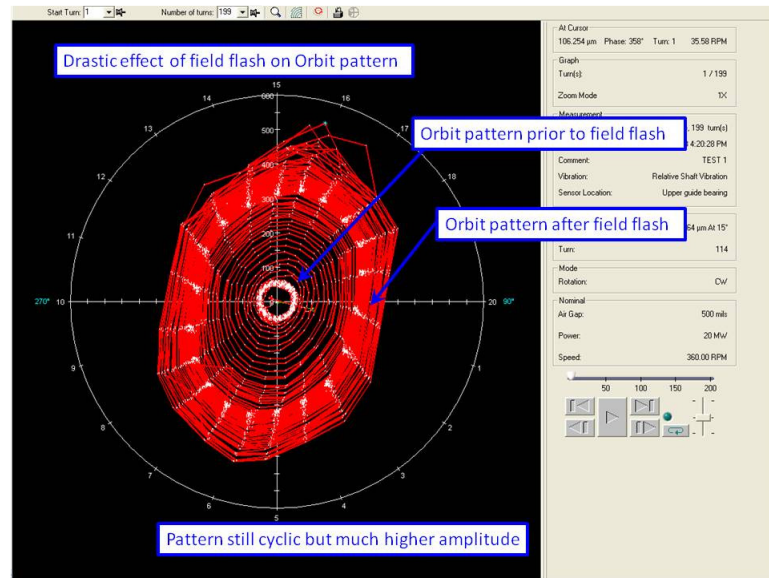 Start Turn: 1 Number of turns: 199
Drastic effect of field flash on Orbit pattern
Orbit pattern prior to field flash
Orbit pattern after field flash
Pattern still cyclic but much higher amplitude
15
14 16
13 17
12
11
270° 10 20 90°
9 1
8 2
7 3
6 4
5
600
500
400
300
200
100
At Cursor
106.254 µm Phase: 358° Turn: 1 35.58 RPM
Graph
Turn(s): 1 / 199
Zoom Mode 1X
Measurement
, 199 turn(s)
4:20:28 PM
Comment: TEST 1
Vibration: Relative Shaft Vibration
Sensor Location: Upper guide bearing
64 µm At 15°
Turn: 114
Mode
Rotation: CW
Nominal
Air Gap: 500 mils
Power: 20 MW
Speed: 360.00 RPM
50 100 150 200